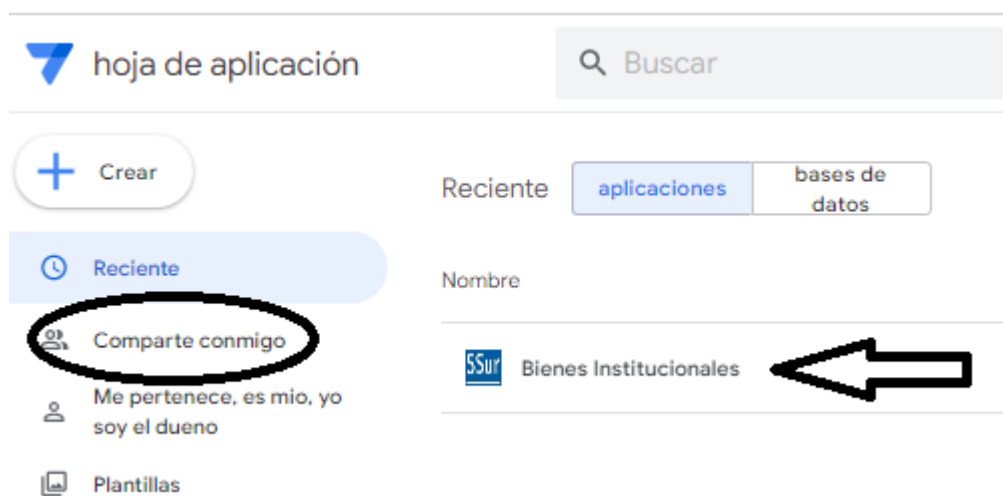 hoja de aplicación
Buscar
Crear
Reciente
Comparte conmigo
Me pertenece, es mio, yo
soy el dueno
Plantillas
Reciente
aplicaciones
bases de
datos
Nombre
SSur
Bienes Institucionales